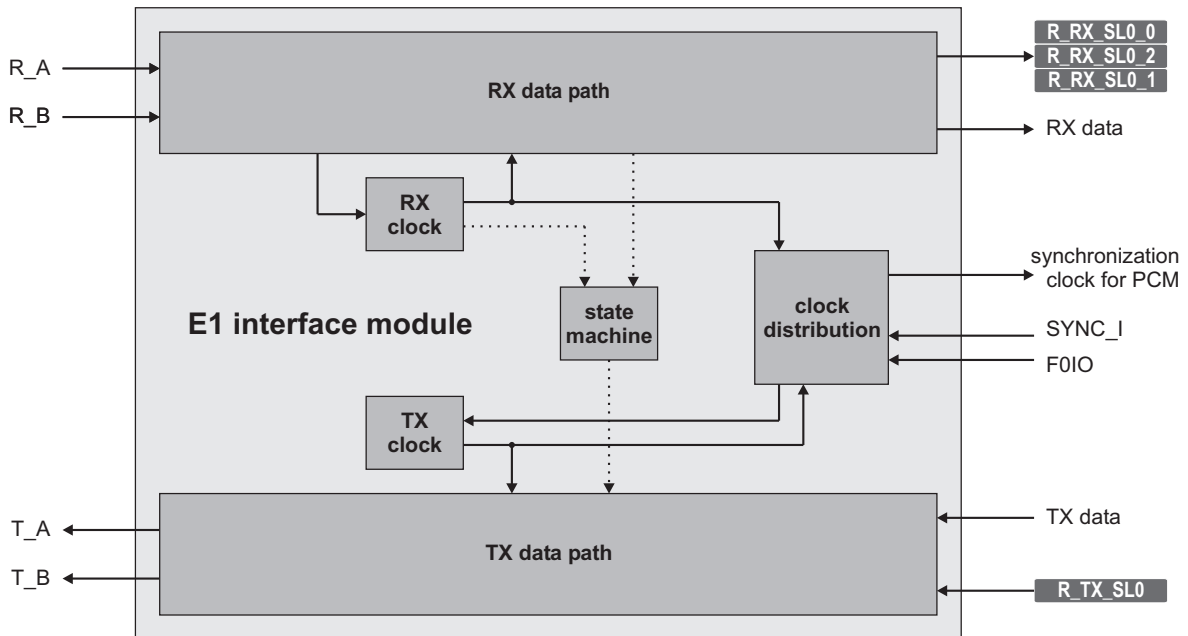 R_RX_SL0_0
R_A
R_RX_SL0_2
R_RX_SL0_1
RX data path
R_B
RX data
RX
clock
synchronization
clock for PCM
state
machine
clock
distribution
E1 interface module
SYNC_I
F0IO
TX
clock
T_A
TX data
TX data path
T_B
R_TX_SL0